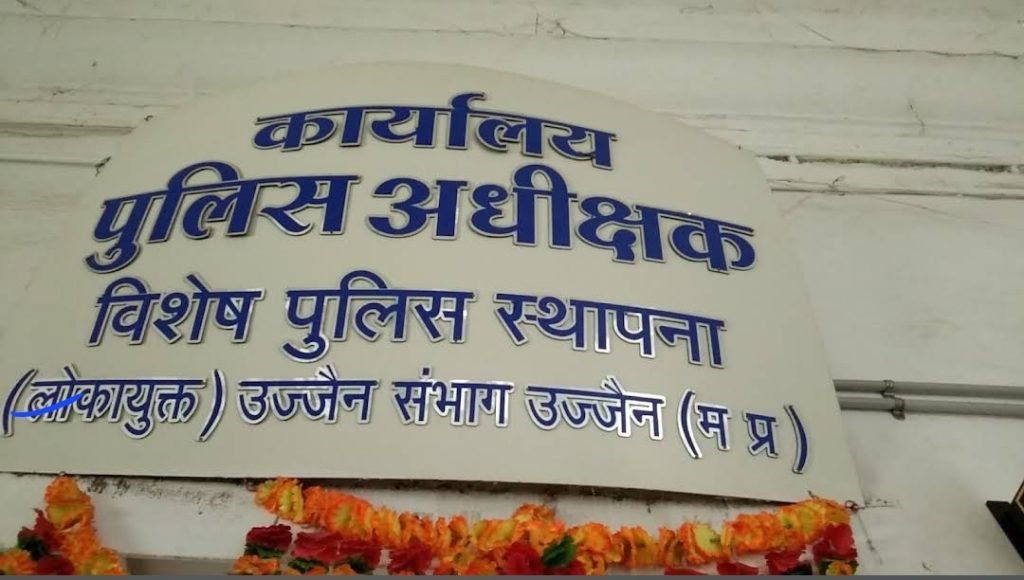 कार्यालय
पुलिस अधीक्षक
विशेष पुलिस स्थापना
(लोकायुक्त) उज्जैन संभाग उज्जैन (म प्र)